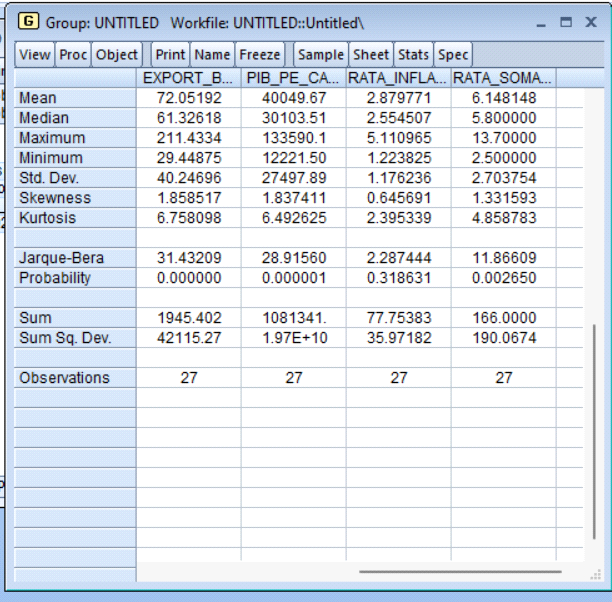 G Group: UNTITLED Workfile: UNTITLED::Untitled\
View Proc Object Print Name Freeze Sample Sheet Stats Spec
EXPORT_B... PIB_PE_CA... RATA_INFLA... RATA_SOMA...
Mean 72.05192 40049.67 2.879771 6.148148
Median 61.32618 30103.51 2.554507 5.800000
Maximum 211.4334 133590.1 5.110965 13.70000
Minimum 29.44875 12221.50 1.223825 2.500000
Std. Dev. 40.24696 27497.89 1.176236 2.703754
Skewness 1.858517 1.837411 0.645691 1.331593
Kurtosis 6.758098 6.492625 2.395339 4.858783
Jarque-Bera 31.43209 28.91560 2.287444 11.86609
Probability 0.000000 0.000001 0.318631 0.002650
Sum 1945.402 1081341. 77.75383 166.0000
Sum Sq. Dev. 42115.27 1.97E+10 35.97182 190.0674
Observations 27 27 27 27